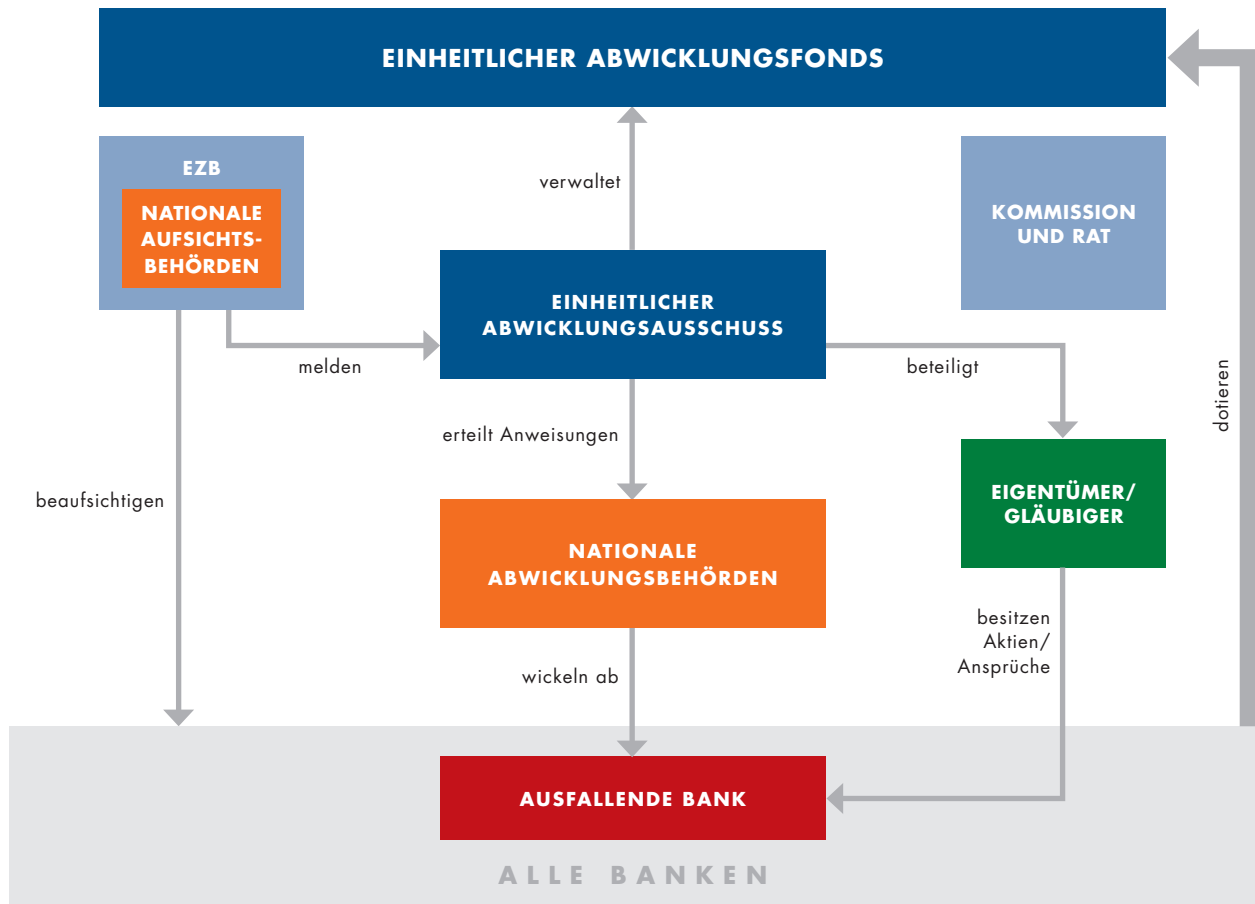 EINHEITLICHER ABWICKLUNGSFONDS
EZB
NATIONALE
AUFSICHTS-
BEHÖRDEN
verwaltet
KOMMISSION
UND RAT
EINHEITLICHER
ABWICKLUNGSAUSSCHUSS
melden
beteiligt
dotieren
erteilt Anweisungen
beaufsichtigen
EIGENTÜMER/
GLÄUBIGER
NATIONALE
ABWICKLUNGSBEHÖRDEN
besitzen
Aktien/
Ansprüche
wickeln ab
AUSFALLENDE BANK
ALLE BANKEN